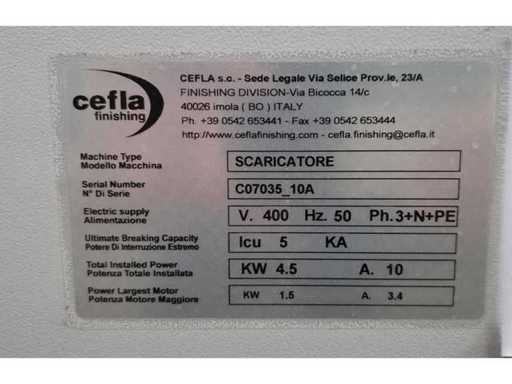 cefla
finishing
CEFLA s.c. - Sede Legale Via Selice Prov.le, 23/A
FINISHING DIVISION-Via Bicocca 14/c
40026 imola ( BO ) ITALY
Ph. +39 0542 653441 - Fax +39 0542 653444
http://www.ceflafinishing.com - cefla.finishing@cefla.it
Machine Type
Modello Macchina
SCARICATORE
Serial Number
N° Di Serie
C07035_10A
Electric supply
Alimentazione
V. 400 Hz. 50 Ph.3+N+PE
Ultimate Breaking Capacity
Potere Di Interruzione Estremo
Icu 5 KA
Total Installed Power
Potenza Totale Installata
KW 4.5 A. 10
Power Largest Motor
Potenza Motore Maggiore
KW 1.5 A. 3.4